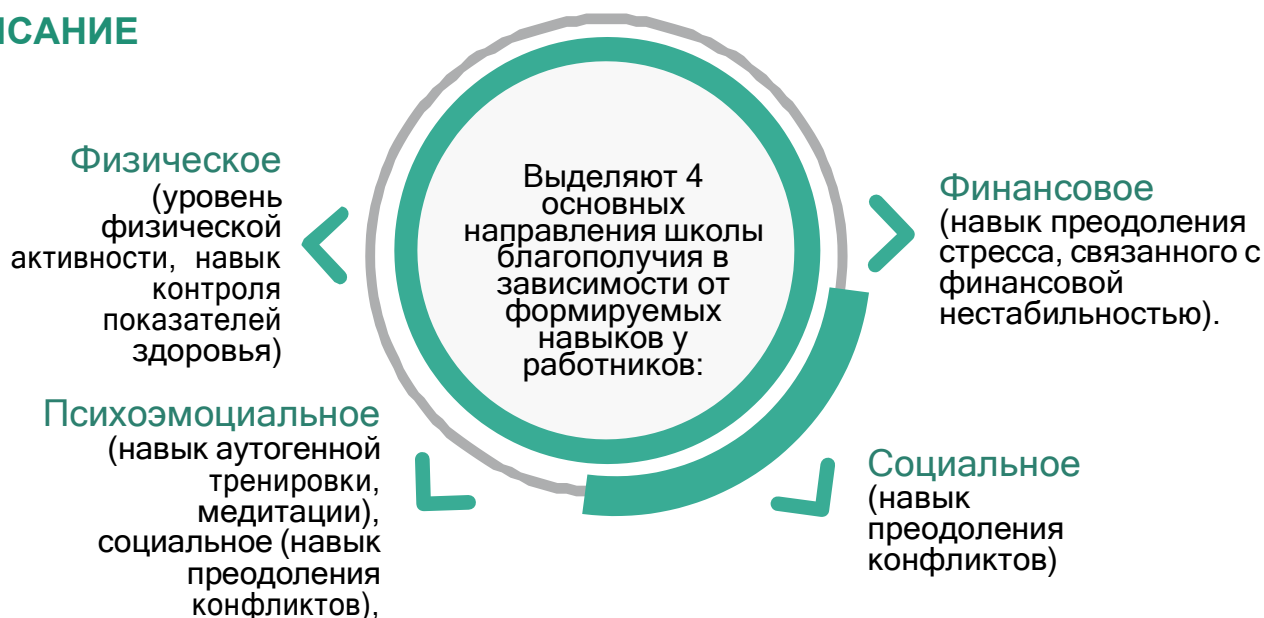 ИСАНИЕ
Физическое
(уровень
физической
активности, навык
контроля
показателей
здоровья)
Психоэмоциальное
(навык аутогенной
тренировки,
медитации),
социальное (навык
преодоления
конфликтов),
Выделяют 4
основных
направления школы
благополучия в
зависимости от
формируемых
навыков у
работников:
Финансовое
(навык преодоления
стресса, связанного с
финансовой
нестабильностью).
Социальное
(навык
преодоления
конфликтов)